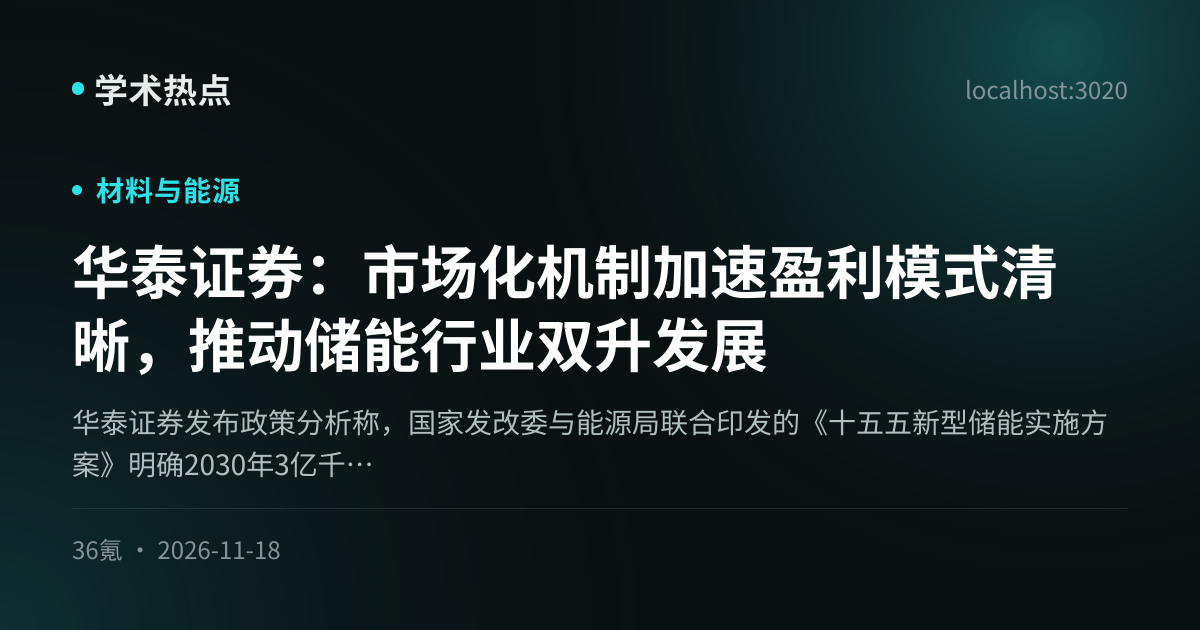 学术热点
localhost:3020
材料与能源
华泰证券：市场化机制加速盈利模式清
晰，推动储能行业双升发展
华泰证券发布政策分析称，国家发改委与能源局联合印发的《十五五新型储能实施方
案》明确2030年3亿千…
36氪 · 2026-11-18